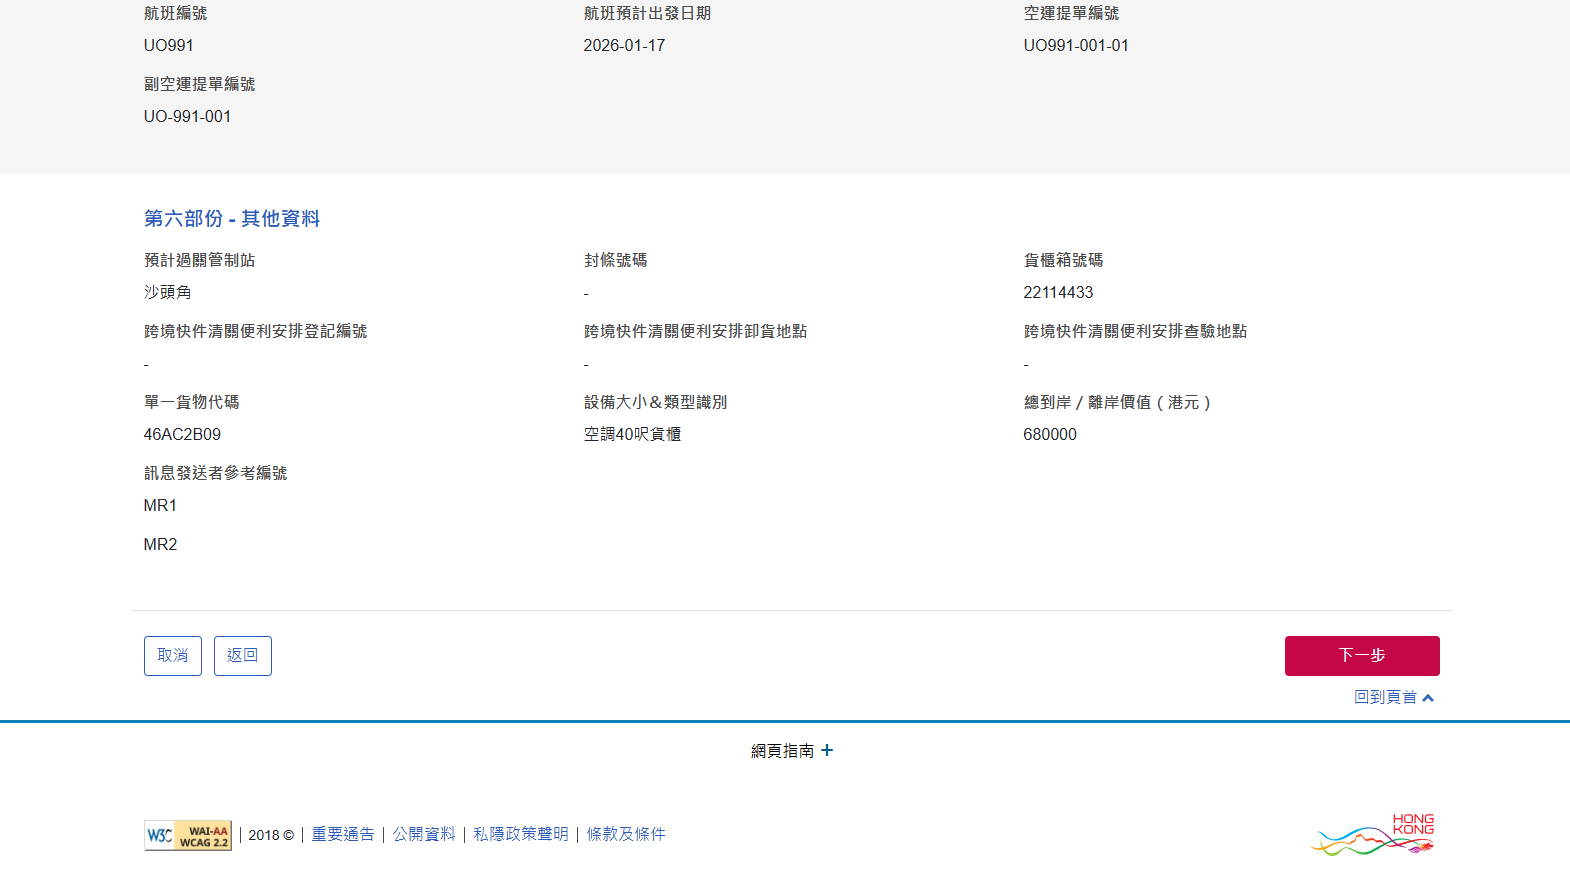 航班編號 航班預計出發日期 空運提單編號
UO991 2026-01-17 UO991-001-01
副空運提單編號
UO-991-001
第六部份 - 其他資料
預計過關管制站 封條號碼 貨櫃箱號碼
沙頭角 - 22114433
跨境快件清關便利安排登記編號 跨境快件清關便利安排卸貨地點 跨境快件清關便利安排查驗地點
- - -
單一貨物代碼 設備大小＆類型識別 總到岸 / 離岸價值 ( 港元 )
46AC2B09 空調40呎貨櫃 680000
訊息發送者參考編號
MR1
MR2
取消 返回 下一步
回到頁首
網頁指南 +
W3C WAI-AA WCAG 2.2 | 2018 © | 重要通告 | 公開資料 | 私隱政策聲明 | 條款及條件
HONG
KONG